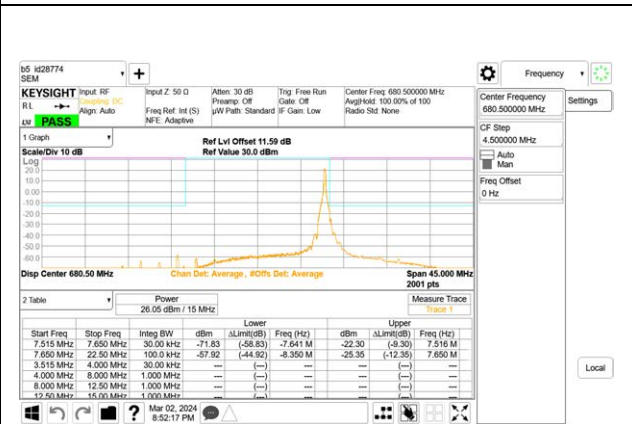 b5 id28774
SEM
Frequency
KEYSIGHT Input: RF Input Z: 50 Ω Atten: 30 dB Trig: Free Run Center Freq: 680.500000 MHz
RL Coupling: DC Preamp: Off Gate: Off Avg|Hold: 100.00% of 100
Align: Auto Freq Ref: Int (S) µW Path: Standard IF Gain: Low Radio Std: None
PASS NFE: Adaptive
Center Frequency
680.500000 MHz
Settings
CF Step
4.500000 MHz
Auto
Man
Freq Offset
0 Hz
1 Graph
Ref Lvl Offset 11.59 dB
Scale/Div 10 dB Ref Value 30.0 dBm
Log
20.0
10.0
0.00
-10.0
-20.0
-30.0
-40.0
-50.0
-60.0
Disp Center 680.50 MHz Chan Det: Average , #Offs Det: Average Span 45.000 MHz
2001 pts
2 Table
Power
26.05 dBm / 15 MHz
Measure Trace
Trace 1
Lower Upper
Start Freq Stop Freq Integ BW dBm ΔLimit(dB) Freq (Hz) dBm ΔLimit(dB) Freq (Hz)
7.515 MHz 7.650 MHz 30.00 kHz -71.83 (-58.83) -7.641 M -22.30 (-9.30) 7.516 M
7.650 MHz 22.50 MHz 100.0 kHz -57.92 (-44.92) -8.350 M -25.35 (-12.35) 7.650 M
3.515 MHz 4.000 MHz 30.00 kHz --- (---) --- --- (---) ---
4.000 MHz 8.000 MHz 1.000 MHz --- (---) --- --- (---) ---
8.000 MHz 12.50 MHz 1.000 MHz --- (---) --- --- (---) ---
12.50 MHz 15.00 MHz 1.000 MHz --- (---) --- --- (---) ---
Local
Mar 02, 2024
8:52:17 PM